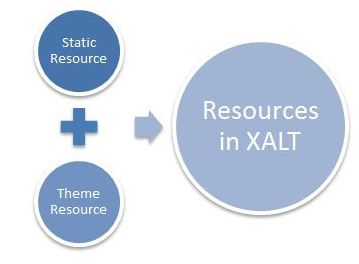 Static
Resource
Theme
Resource
Resources
in XALT